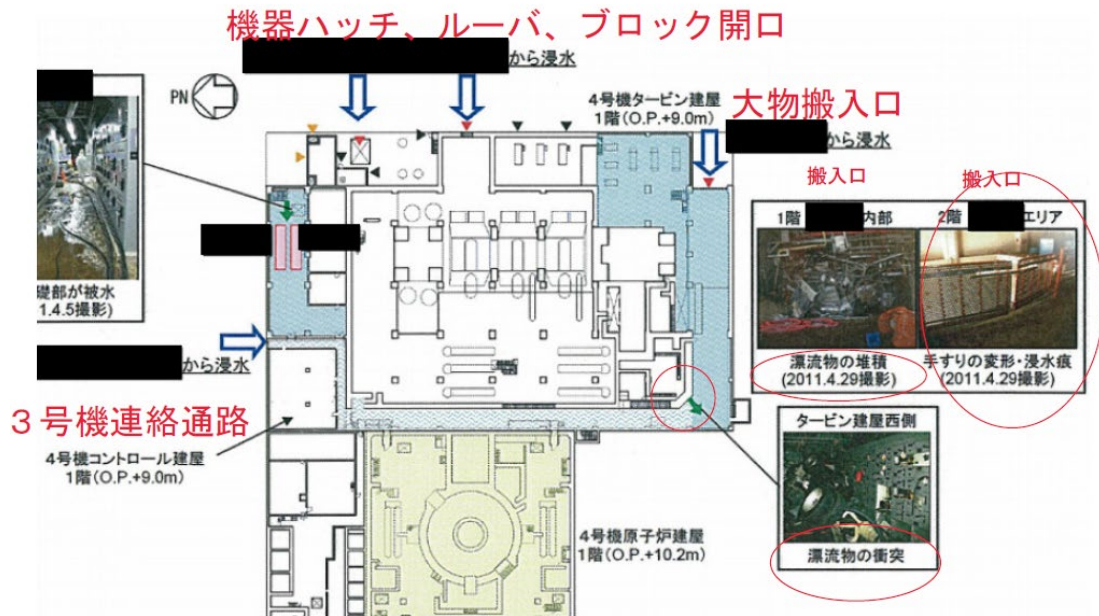 機器ハッチ、ルーバ、ブロック開口
から浸水
PN
4号機タービン建屋
1階(O.P.+9.0m)
大物搬入口
から浸水
搬入口
搬入口
1階
内部
2階
エリア
礎部が被水
1.4.5撮影)
漂流物の堆積
(2011.4.29撮影)
手すりの変形・浸水痕
(2011.4.29撮影)
から浸水
3号機連絡通路
4号機コントロール建屋
1階(O.P.+9.0m)
タービン建屋西側
漂流物の衝突
4号機原子炉建屋
1階(O.P.+10.2m)